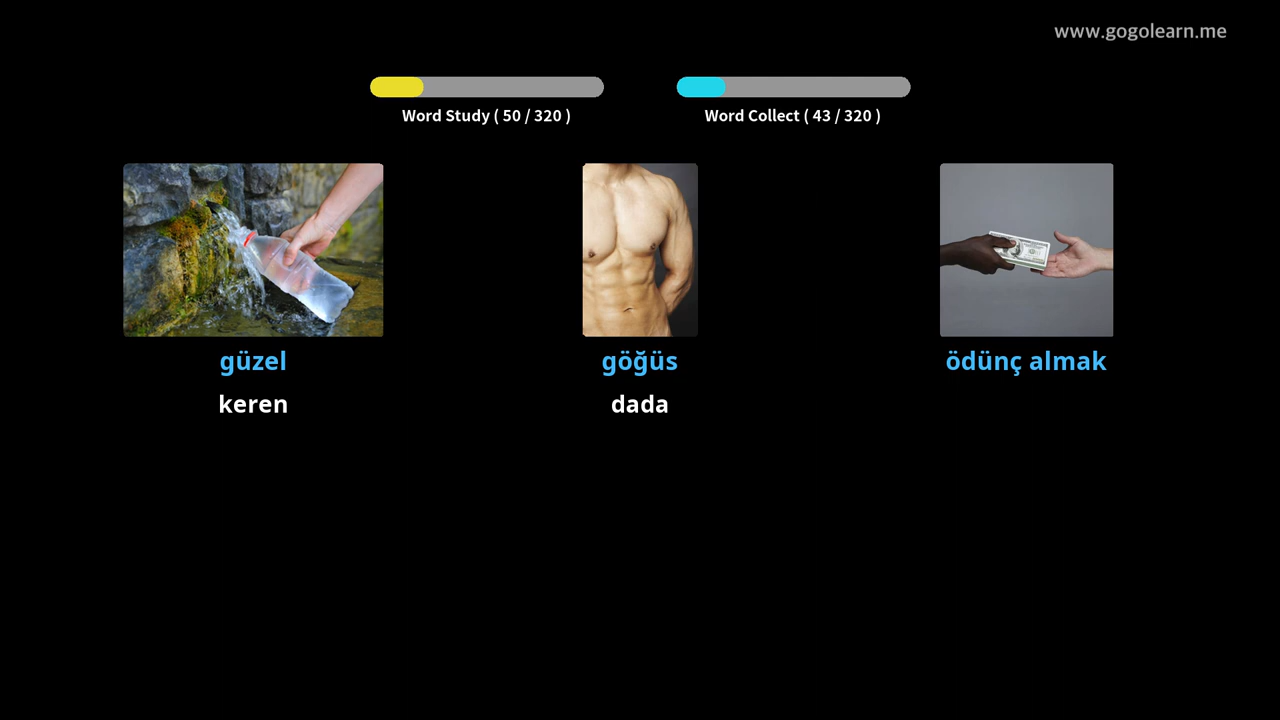 www.gogolearn.me
Word Study ( 50 / 320 )
Word Collect ( 43 / 320 )
güzel
göğüs
ödünç almak
keren
dada